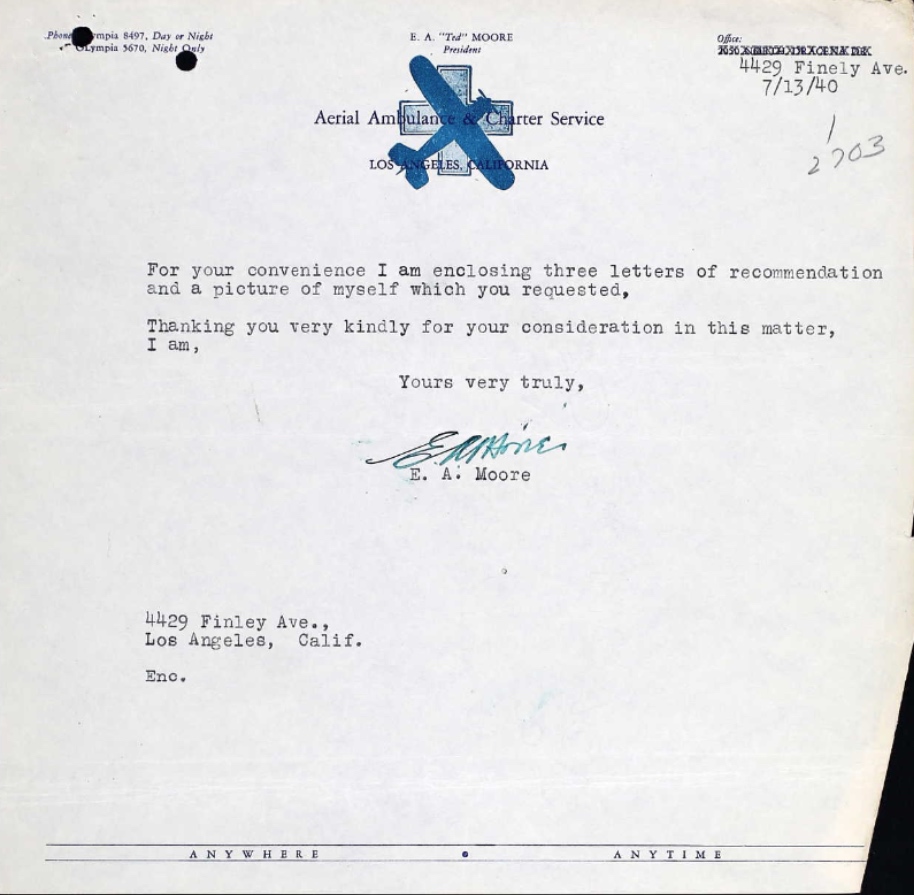 Phone: Olympia 8497, Day or Night
OLympia 5670, Night Only
E. A. "Ted" MOORE
President
Office:
4429 Finely Ave.
7/13/40
1
2703
Aerial Ambulance & Charter Service
LOS ANGELES, CALIFORNIA
For your convenience I am enclosing three letters of recommendation
and a picture of myself which you requested,
Thanking you very kindly for your consideration in this matter,
I am,
Yours very truly,
E A Moore
E. A. Moore
4429 Finley Ave.,
Los Angeles, Calif.
Enc.
ANYWHERE • ANYTIME